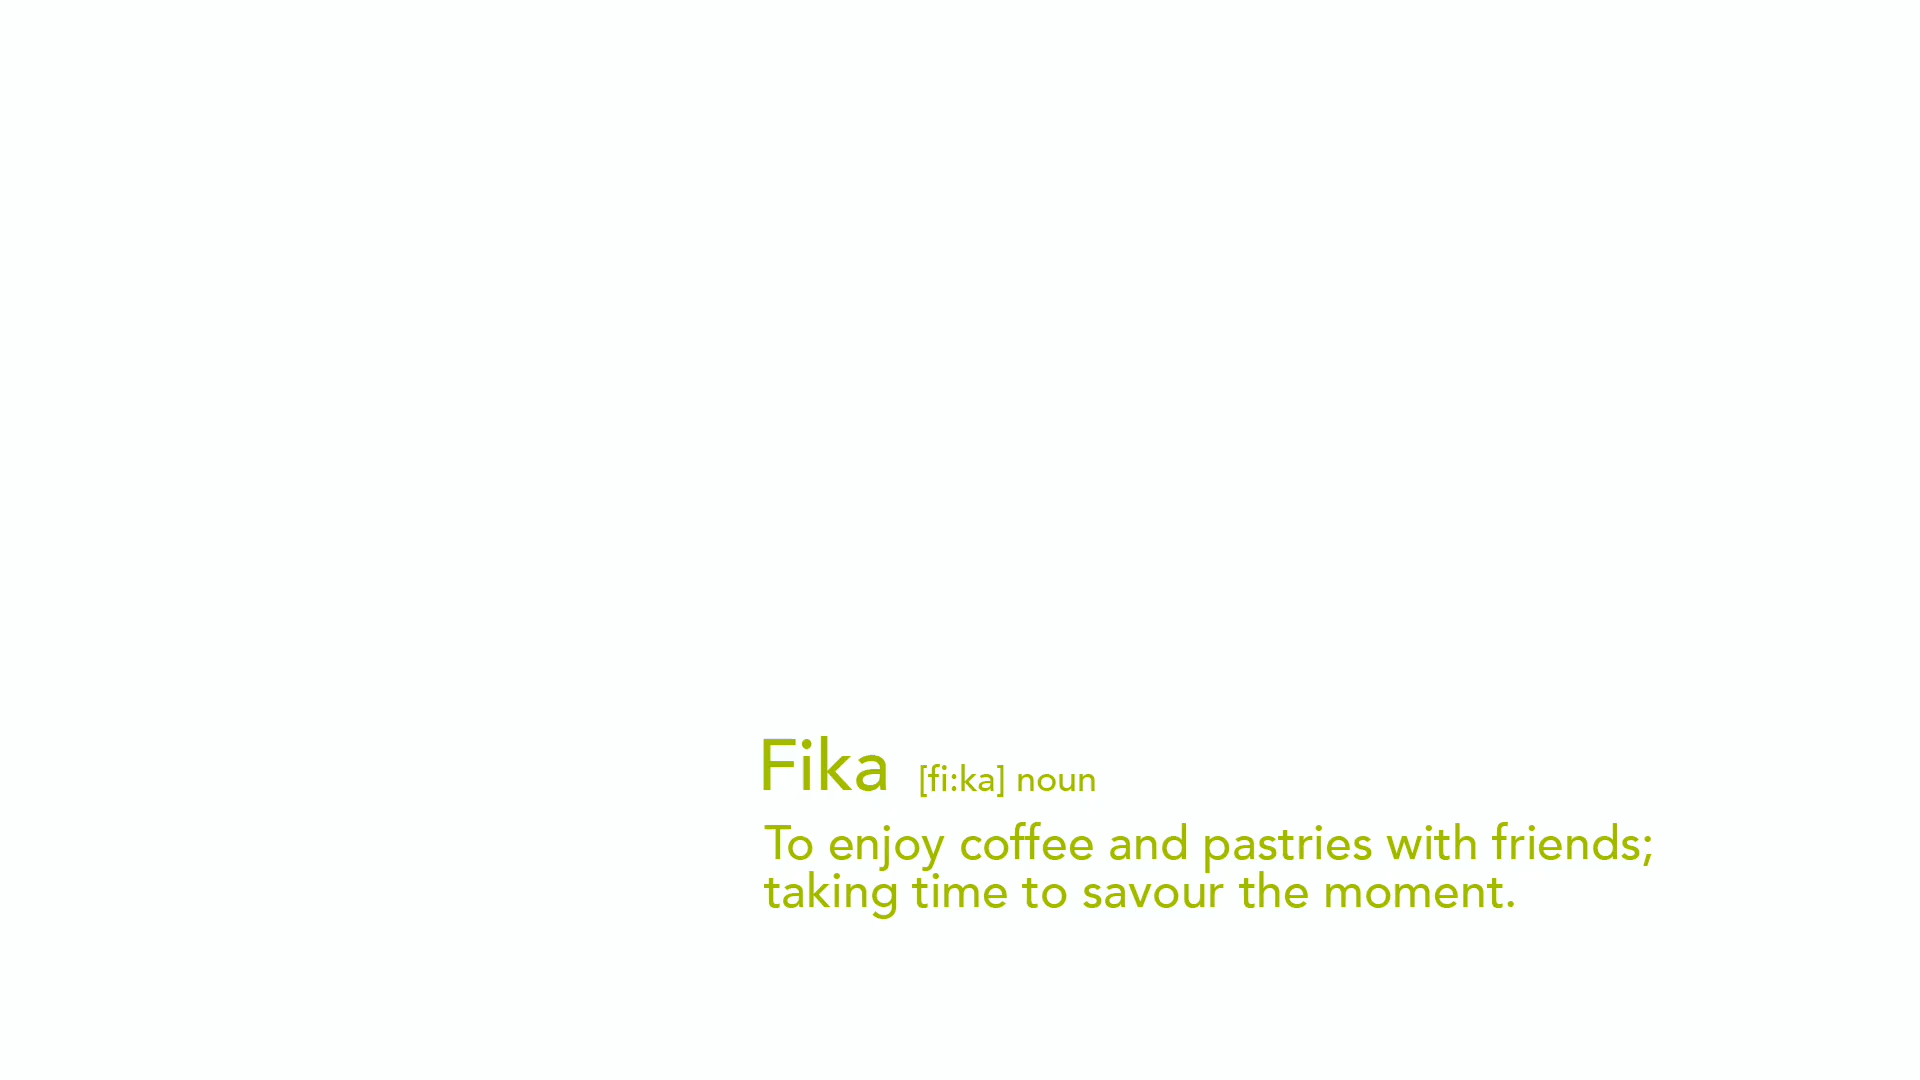 Fika [fi:ka] noun
To enjoy coffee and pastries with friends;
taking time to savour the moment.